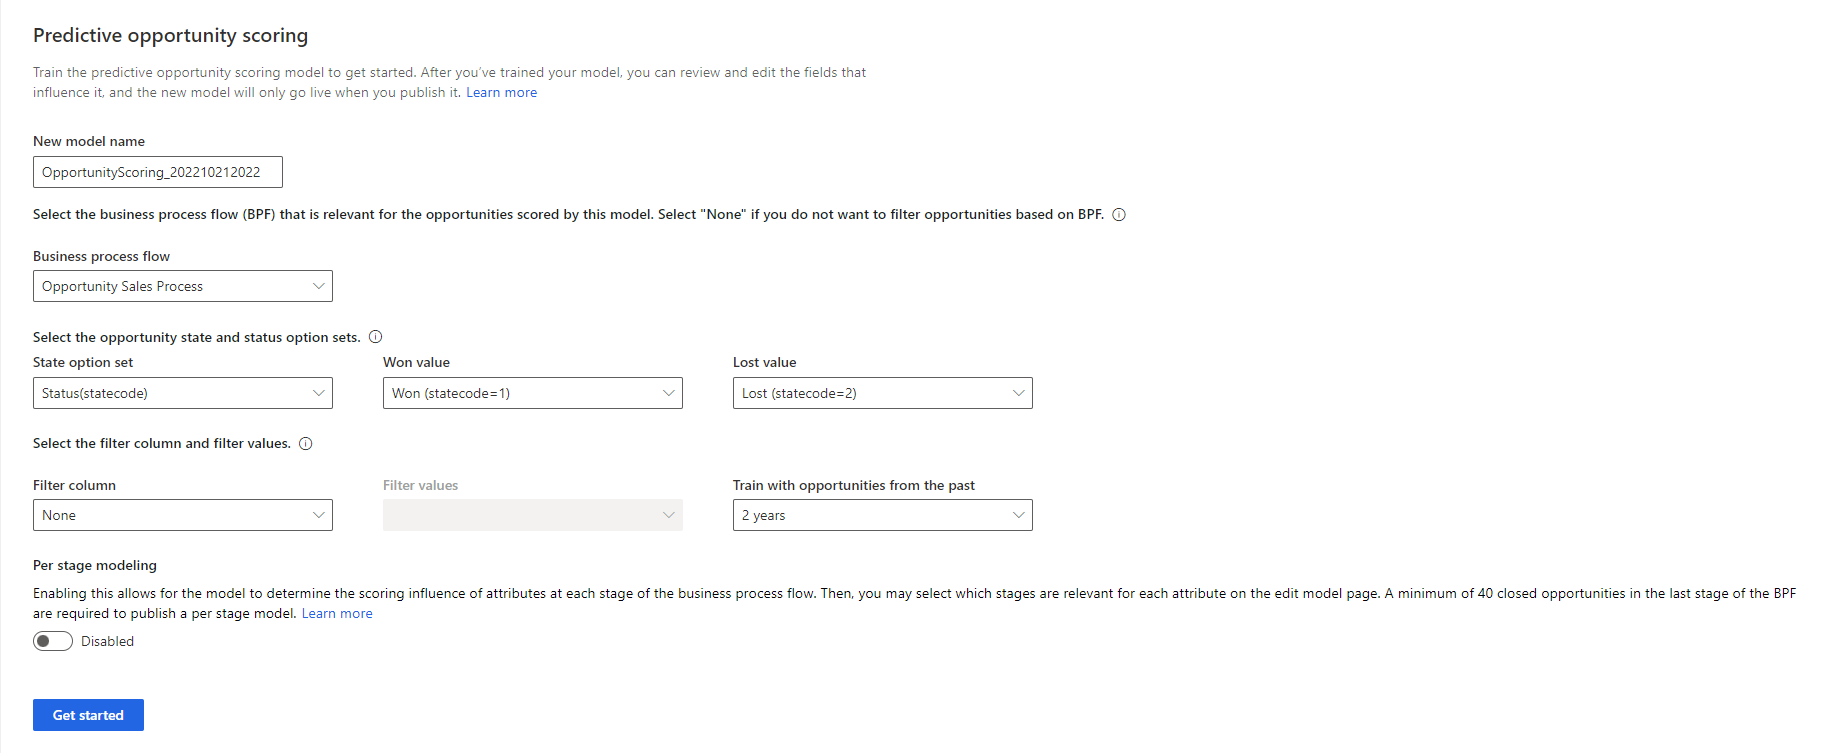 Predictive opportunity scoring
Train the predictive opportunity scoring model to get started. After you've trained your model, you can review and edit the fields that
influence it, and the new model will only go live when you publish it. Learn more
New model name
OpportunityScoring_202210212022
Select the business process flow (BPF) that is relevant for the opportunities scored by this model. Select "None" if you do not want to filter opportunities based on BPF.
Business process flow
Opportunity Sales Process
Select the opportunity state and status option sets.
State option set Won value Lost value
Status(statecode) Won (statecode=1) Lost (statecode=2)
Select the filter column and filter values.
Filter column Filter values Train with opportunities from the past
None 2 years
Per stage modeling
Enabling this allows for the model to determine the scoring influence of attributes at each stage of the business process flow. Then, you may select which stages are relevant for each attribute on the edit model page. A minimum of 40 closed opportunities in the last stage of the BPF
are required to publish a per stage model. Learn more
Disabled
Get started